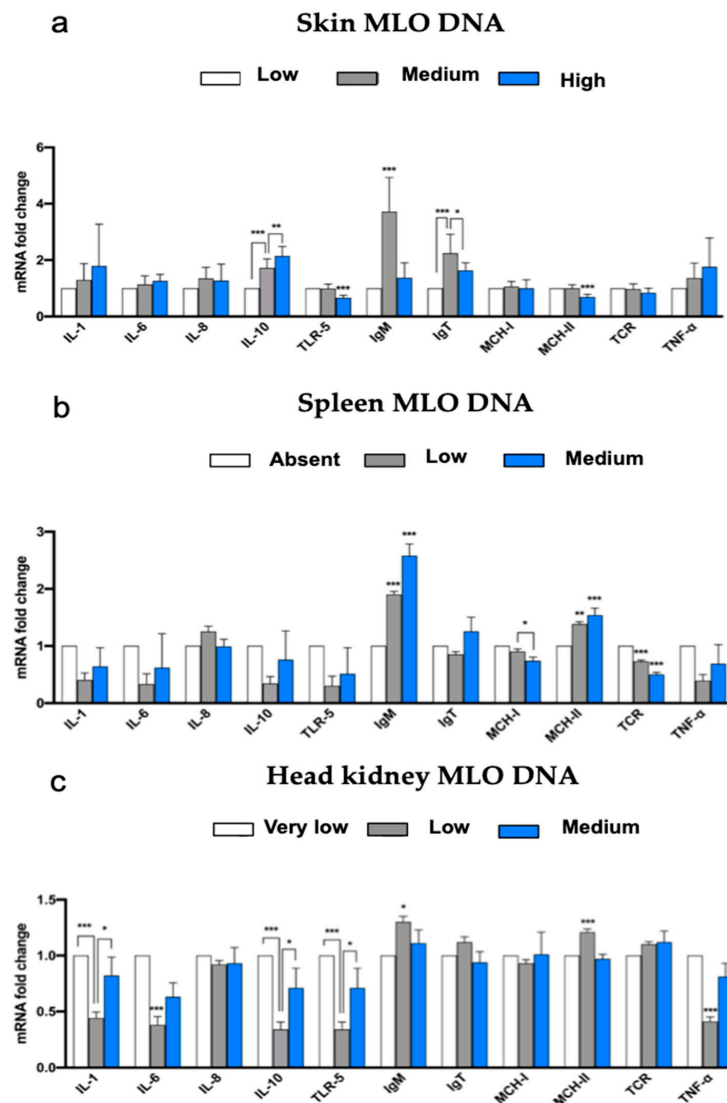 a
Skin MLO DNA
Low Medium High
mRNA fold change
6
4
2
0
*** ** *** *** *** * ***
IL-1 IL-6 IL-8 IL-10 TLR-5 IgM IgT MCH-I MCH-II TCR TNF-α
b
Spleen MLO DNA
Absent Low Medium
mRNA fold change
3
2
1
0
*** *** * ** *** *** ***
IL-1 IL-6 IL-8 IL-10 TLR-5 IgM IgT MCH-I MCH-II TCR TNF-α
c
Head kidney MLO DNA
Very low Low Medium
mRNA fold change
1.5
1.0
0.5
0.0
*** * *** *** * *** * * *** ***
IL-1 IL-6 IL-8 IL-10 TLR-5 IgM IgT MCH-I MCH-II TCR TNF-α